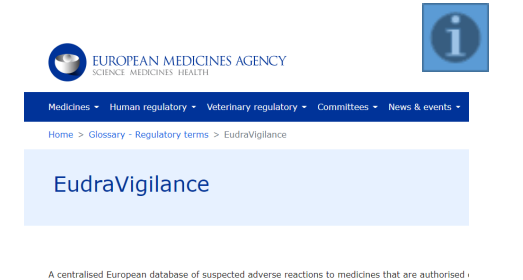 EUROPEAN MEDICINES AGENCY
SCIENCE MEDICINES HEALTH
Medicines Human regulatory Veterinary regulatory Committees News & events
Home > Glossary - Regulatory terms > EudraVigilance
EudraVigilance
A centralised European database of suspected adverse reactions to medicines that are authorised